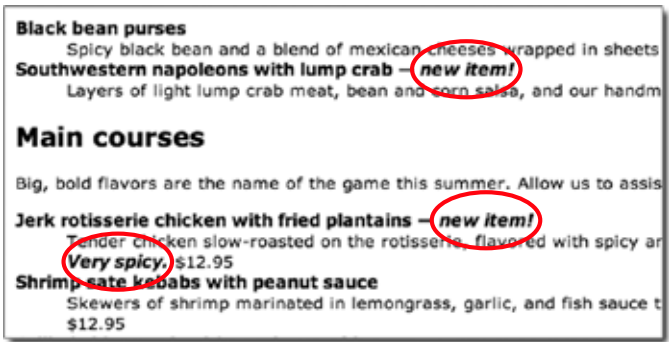 Black bean purses
Spicy black bean and a blend of mexican cheeses wrapped in sheets
Southwestern napoleons with lump crab — new item!
Layers of light lump crab meat, bean and corn salsa, and our handm
Main courses
Big, bold flavors are the name of the game this summer. Allow us to assis
Jerk rotisserie chicken with fried plantains — new item!
Tender chicken slow-roasted on the rotisserie, flavored with spicy ar
Very spicy. $12.95
Shrimp sate kebabs with peanut sauce
Skewers of shrimp marinated in lemongrass, garlic, and fish sauce t
$12.95